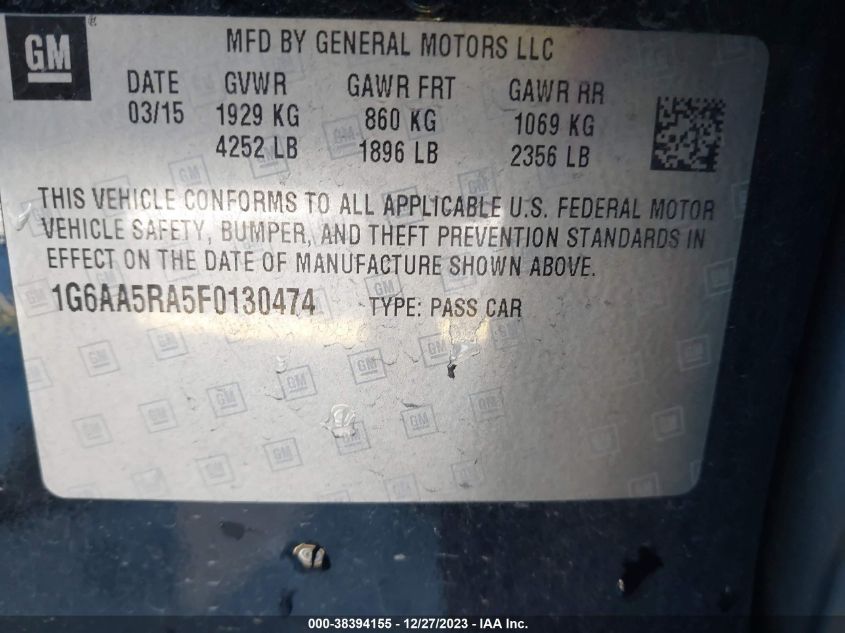 GM
MFD BY GENERAL MOTORS LLC
DATE GVWR GAWR FRT GAWR RR
03/15 1929 KG 860 KG 1069 KG
4252 LB 1896 LB 2356 LB
THIS VEHICLE CONFORMS TO ALL APPLICABLE U.S. FEDERAL MOTOR
VEHICLE SAFETY, BUMPER, AND THEFT PREVENTION STANDARDS IN
EFFECT ON THE DATE OF MANUFACTURE SHOWN ABOVE.
1G6AA5RA5F0130474 TYPE: PASS CAR
000-38394155 - 12/27/2023 - IAA Inc.